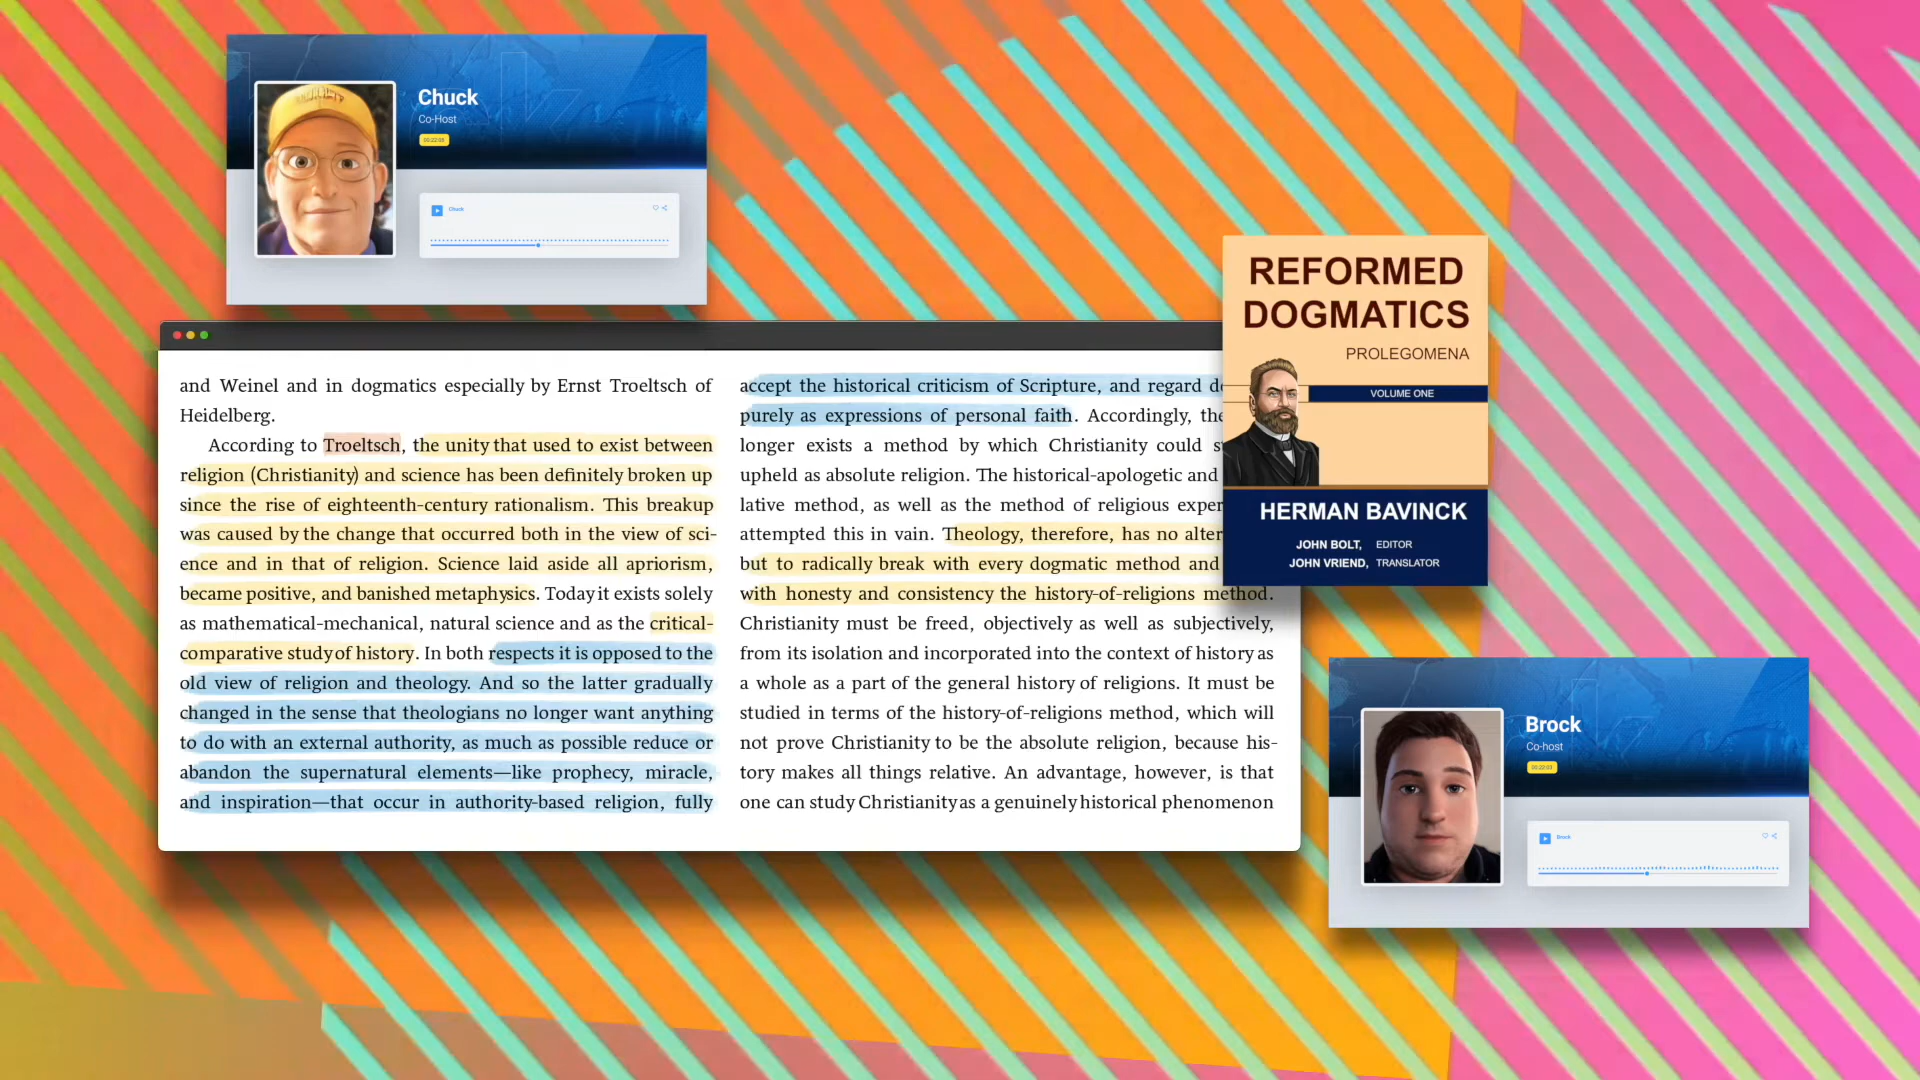 Chuck
Co-Host
00:22:03
Chuck
and Weinel and in dogmatics especially by Ernst Troeltsch of
Heidelberg.
According to Troeltsch, the unity that used to exist between
religion (Christianity) and science has been definitely broken up
since the rise of eighteenth-century rationalism. This breakup
was caused by the change that occurred both in the view of sci-
ence and in that of religion. Science laid aside all apriorism,
became positive, and banished metaphysics. Today it exists solely
as mathematical-mechanical, natural science and as the critical-
comparative study of history. In both respects it is opposed to the
old view of religion and theology. And so the latter gradually
changed in the sense that theologians no longer want anything
to do with an external authority, as much as possible reduce or
abandon the supernatural elements—like prophecy, miracle,
and inspiration—that occur in authority-based religion, fully
accept the historical criticism of Scripture, and regard
purely as expressions of personal faith. Accordingly,
longer exists a method by which Christianity could
upheld as absolute religion. The historical-apologetic and
lative method, as well as the method of religious
attempted this in vain. Theology, therefore, has no
but to radically break with every dogmatic method and
with honesty and consistency the history-of-religions method.
Christianity must be freed, objectively as well as subjectively,
from its isolation and incorporated into the context of history as
a whole as a part of the general history of religions. It must be
studied in terms of the history-of-religions method, which will
not prove Christianity to be the absolute religion, because his-
tory makes all things relative. An advantage, however, is that
one can study Christianity as a genuinely historical phenomenon
REFORMED
DOGMATICS
PROLEGOMENA
VOLUME ONE
HERMAN BAVINCK
JOHN BOLT, EDITOR
JOHN VRIEND, TRANSLATOR
Brock
Co-host
00:22:03
Brock